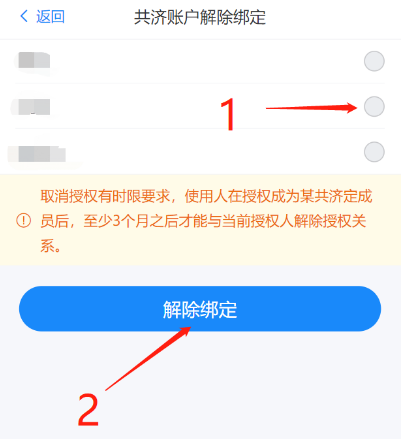 返回
共济账户解除绑定
1
取消授权有时限要求，使用人在授权成为某共济定成
员后，至少3个月之后才能与当前授权人解除授权关
系。
解除绑定
2